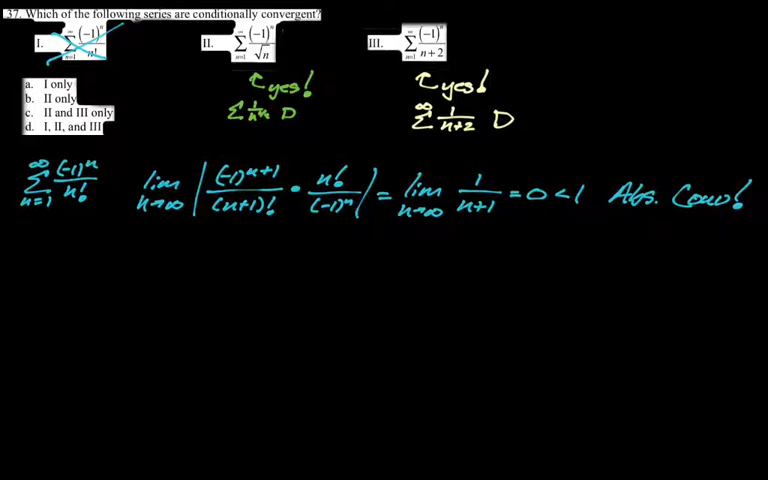 37. Which of the following series are conditionally convergent?
I. ∑_{n=1}^{∞} (-1)^n / n!
II. ∑_{n=1}^{∞} (-1)^n / √n
III. ∑_{n=1}^{∞} (-1)^n / (n+2)
yes!
yes!
a. I only
b. II only
c. II and III only
d. I, II, and III
D
∑^{∞} 1/(n+2) D
∑_{n=1}^{∞} (-1)^n / n! lim_{n→∞} | (-1)^{n+1} / (n+1)! • n! / (-1)^n | = lim_{n→∞} 1/(n+1) = 0 < 1 Abs. Conv!